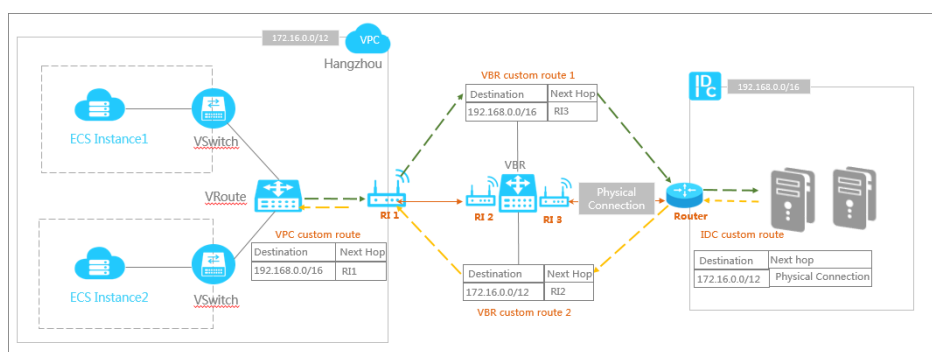 172.16.0.0/12
VPC
Hangzhou
ECS Instance1
VSwitch
VRoute
ECS Instance2
VSwitch
RI 1
VPC custom route
Destination Next Hop
192.168.0.0/16 RI1
VBR custom route 1
Destination Next Hop
192.168.0.0/16 RI3
VBR
RI 2
RI 3
Physical
Connection
Destination Next Hop
172.16.0.0/12 RI2
VBR custom route 2
IDC
192.168.0.0/16
Router
IDC custom route
Destination Next hop
172.16.0.0/12 Physical Connection